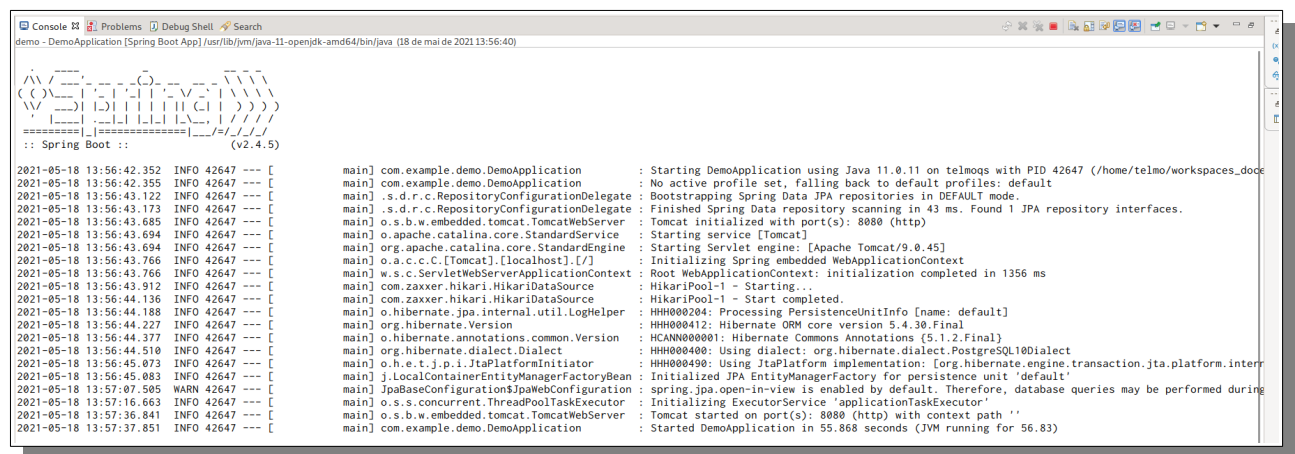 Console Problems Debug Shell Search
demo - DemoApplication [Spring Boot App] /usr/lib/jvm/java-11-openjdk-amd64/bin/java (18 de mai de 2021 13:56:40)
  .   ____          _            __ _ _
 /\\ / ___'_ __ _ _(_)_ __  __ _ \ \ \ \
( ( )\___ | '_ | '_| | '_ \/ _` | \ \ \ \
 \\/  ___)| |_)| | | | | || (_| |  ) ) ) )
  '  |____| .__|_| |_|_| |_\__, | / / / /
 =========|_|==============|___/=/_/_/_/
 :: Spring Boot ::                (v2.4.5)
2021-05-18 13:56:42.352  INFO 42647 --- [           main] com.example.demo.DemoApplication         : Starting DemoApplication using Java 11.0.11 on telmoqs with PID 42647 (/home/telmo/workspaces_doce
2021-05-18 13:56:42.355  INFO 42647 --- [           main] com.example.demo.DemoApplication         : No active profile set, falling back to default profiles: default
2021-05-18 13:56:43.122  INFO 42647 --- [           main] .s.d.r.c.RepositoryConfigurationDelegate : Bootstrapping Spring Data JPA repositories in DEFAULT mode.
2021-05-18 13:56:43.173  INFO 42647 --- [           main] .s.d.r.c.RepositoryConfigurationDelegate : Finished Spring Data repository scanning in 43 ms. Found 1 JPA repository interfaces.
2021-05-18 13:56:43.685  INFO 42647 --- [           main] o.s.b.w.embedded.tomcat.TomcatWebServer  : Tomcat initialized with port(s): 8080 (http)
2021-05-18 13:56:43.694  INFO 42647 --- [           main] o.apache.catalina.core.StandardService   : Starting service [Tomcat]
2021-05-18 13:56:43.694  INFO 42647 --- [           main] org.apache.catalina.core.StandardEngine  : Starting Servlet engine: [Apache Tomcat/9.0.45]
2021-05-18 13:56:43.766  INFO 42647 --- [           main] o.a.c.c.C.[Tomcat].[localhost].[/]       : Initializing Spring embedded WebApplicationContext
2021-05-18 13:56:43.766  INFO 42647 --- [           main] w.s.c.ServletWebServerApplicationContext : Root WebApplicationContext: initialization completed in 1356 ms
2021-05-18 13:56:43.912  INFO 42647 --- [           main] com.zaxxer.hikari.HikariDataSource       : HikariPool-1 - Starting...
2021-05-18 13:56:44.136  INFO 42647 --- [           main] com.zaxxer.hikari.HikariDataSource       : HikariPool-1 - Start completed.
2021-05-18 13:56:44.188  INFO 42647 --- [           main] o.hibernate.jpa.internal.util.LogHelper  : HHH000204: Processing PersistenceUnitInfo [name: default]
2021-05-18 13:56:44.227  INFO 42647 --- [           main] org.hibernate.Version                    : HHH000412: Hibernate ORM core version 5.4.30.Final
2021-05-18 13:56:44.377  INFO 42647 --- [           main] o.hibernate.annotations.common.Version   : HCANN000001: Hibernate Commons Annotations {5.1.2.Final}
2021-05-18 13:56:44.510  INFO 42647 --- [           main] org.hibernate.dialect.Dialect            : HHH000400: Using dialect: org.hibernate.dialect.PostgreSQL10Dialect
2021-05-18 13:56:45.073  INFO 42647 --- [           main] o.h.e.t.j.p.i.JtaPlatformInitiator       : HHH000490: Using JtaPlatform implementation: [org.hibernate.engine.transaction.jta.platform.intern
2021-05-18 13:56:45.083  INFO 42647 --- [           main] j.LocalContainerEntityManagerFactoryBean : Initialized JPA EntityManagerFactory for persistence unit 'default'
2021-05-18 13:57:07.505  WARN 42647 --- [           main] JpaBaseConfiguration$JpaWebConfiguration : spring.jpa.open-in-view is enabled by default. Therefore, database queries may be performed during
2021-05-18 13:57:16.663  INFO 42647 --- [           main] o.s.s.concurrent.ThreadPoolTaskExecutor  : Initializing ExecutorService 'applicationTaskExecutor'
2021-05-18 13:57:36.841  INFO 42647 --- [           main] o.s.b.w.embedded.tomcat.TomcatWebServer  : Tomcat started on port(s): 8080 (http) with context path ''
2021-05-18 13:57:37.851  INFO 42647 --- [           main] com.example.demo.DemoApplication         : Started DemoApplication in 55.868 seconds (JVM running for 56.83)